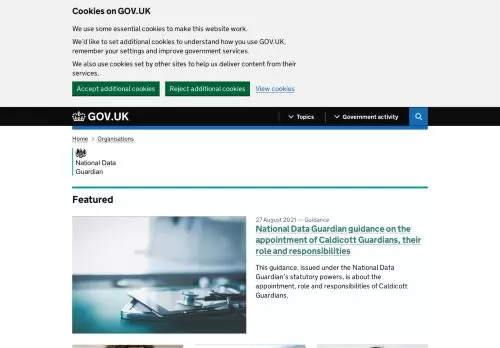 Cookies on GOV.UK
We use some essential cookies to make this website work.
We'd like to set additional cookies to understand how you use GOV.UK,
remember your settings and improve government services.
We also use cookies set by other sites to help us deliver content from their
services.
Accept additional cookies
Reject additional cookies
View cookies
GOV.UK
Topics
Government activity
Home > Organisations
National Data
Guardian
Featured
27 August 2021 — Guidance
National Data Guardian guidance on the
appointment of Caldicott Guardians, their
role and responsibilities
This guidance, issued under the National Data
Guardian's statutory powers, is about the
appointment, role and responsibilities of Caldicott
Guardians.